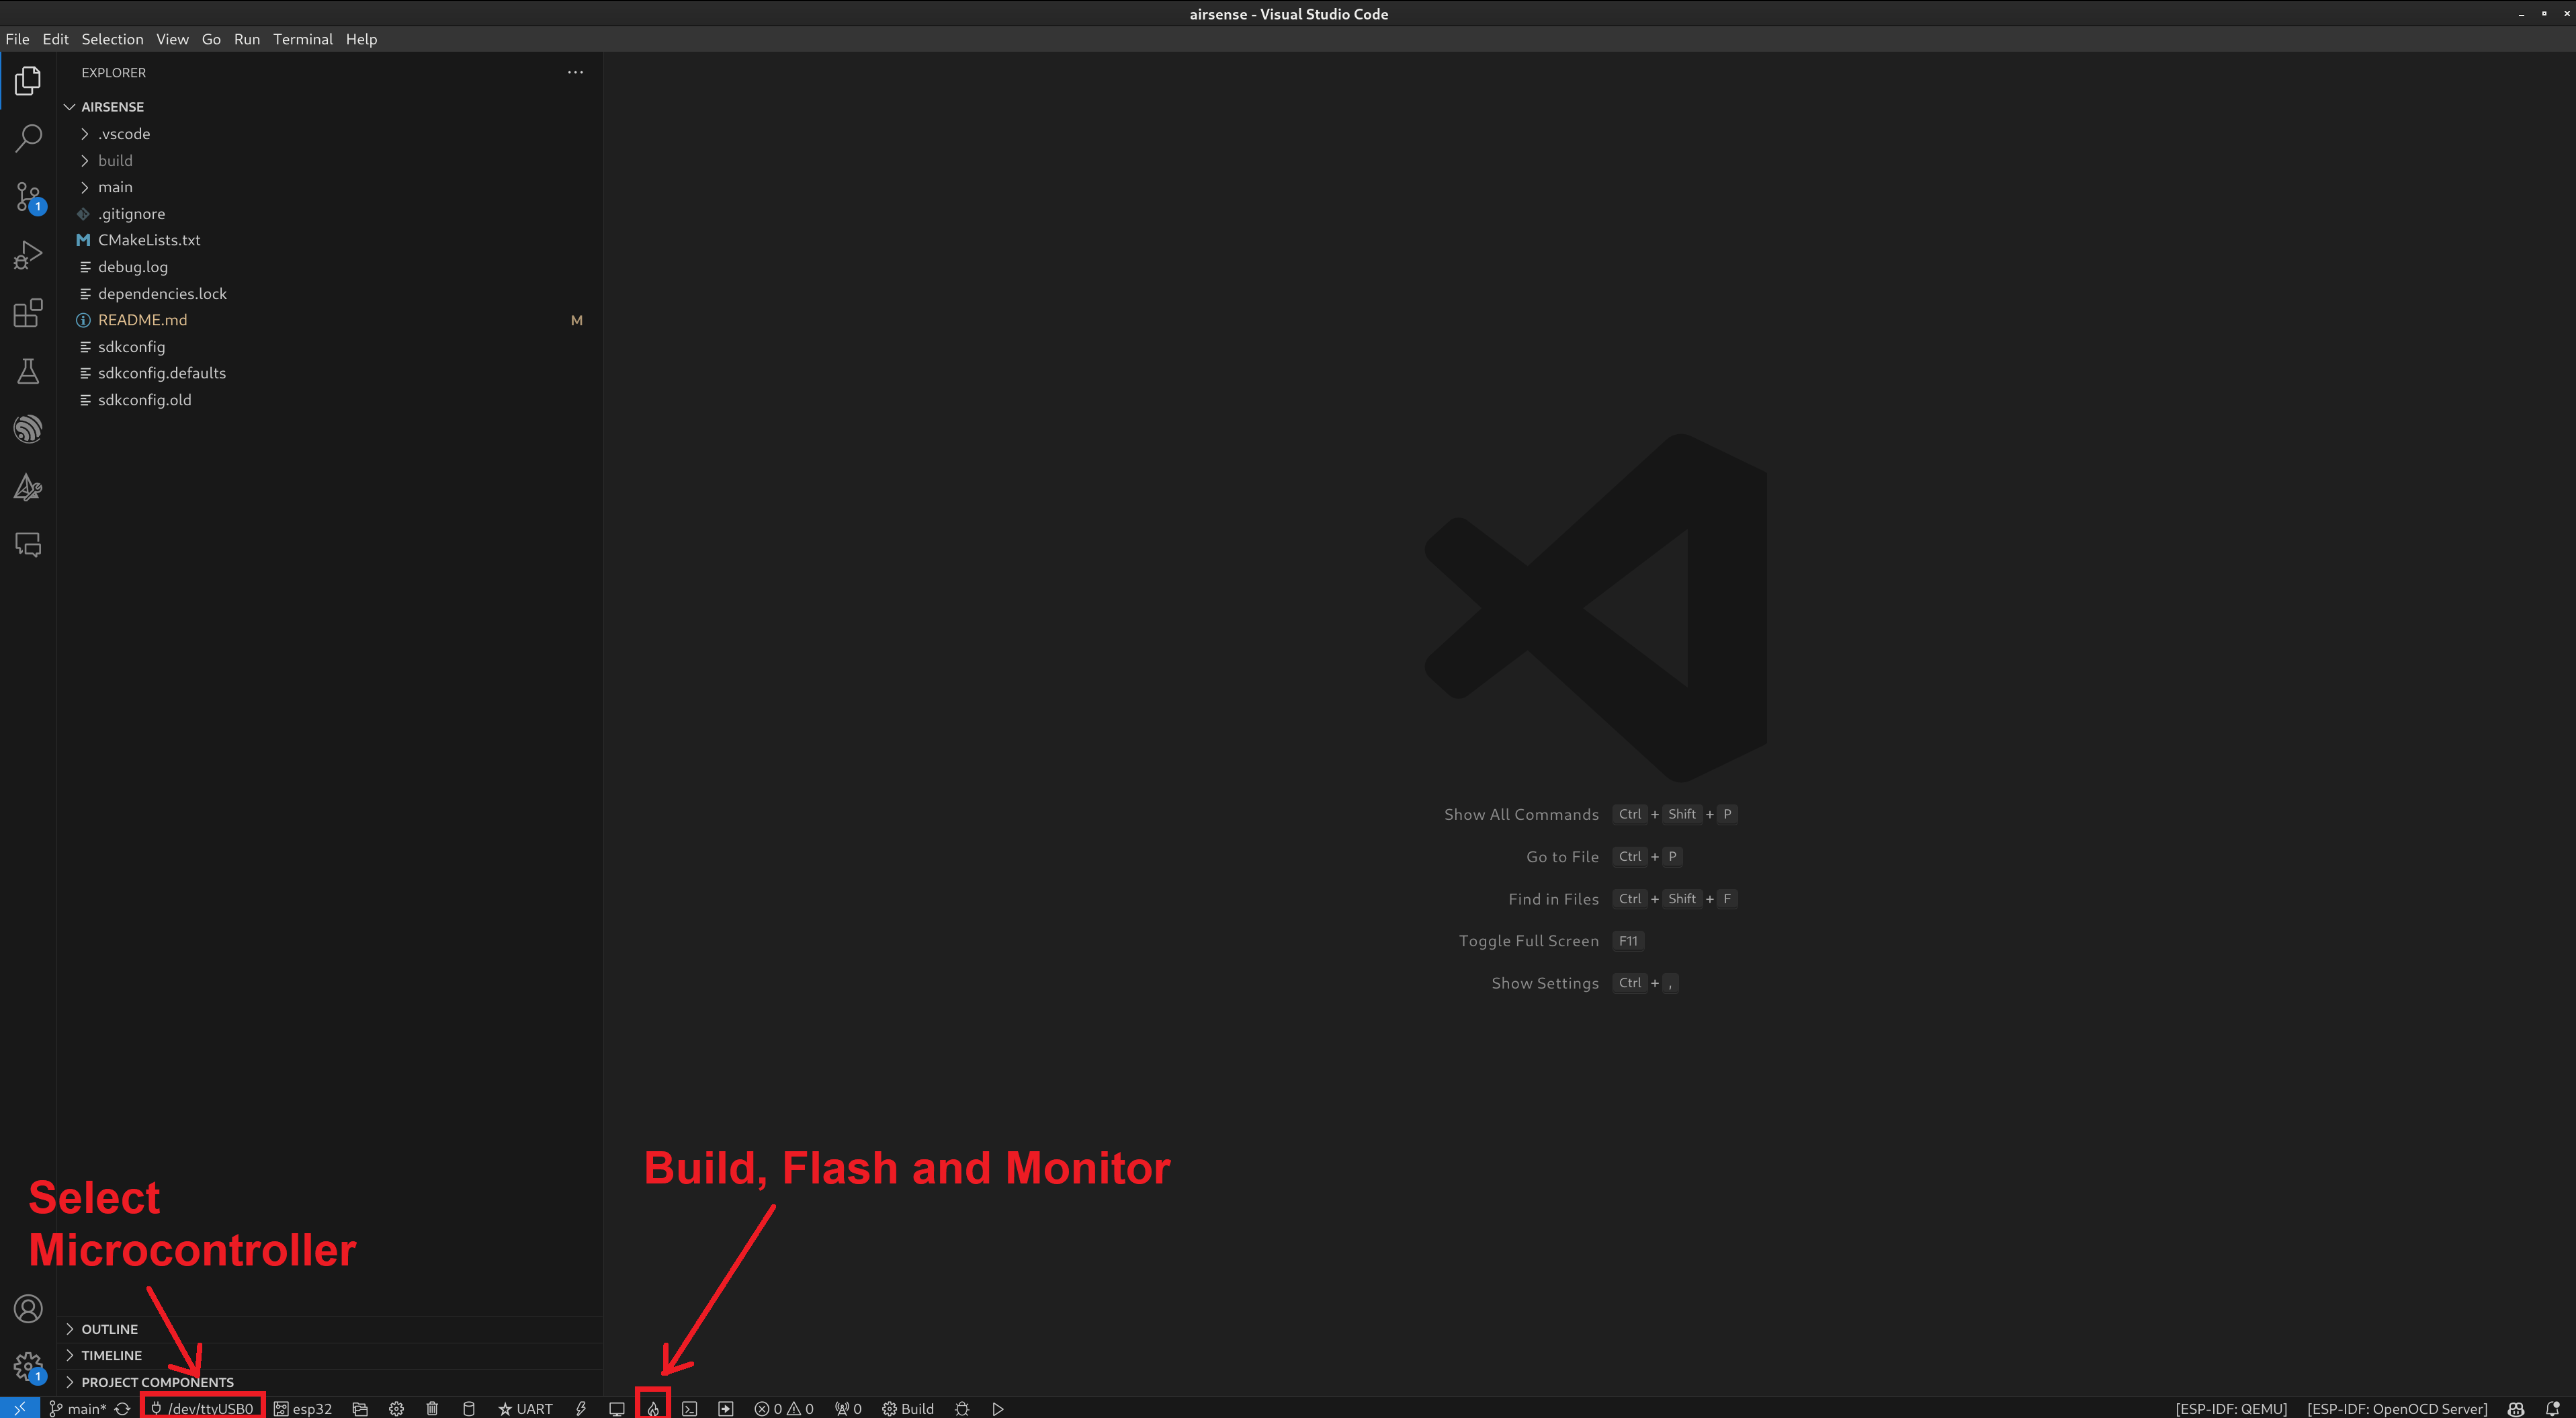 airsense - Visual Studio Code
File Edit Selection View Go Run Terminal Help
EXPLORER
AIRSENSE
.vscode
build
main
.gitignore
CMakeLists.txt
debug.log
dependencies.lock
README.md M
sdkconfig
sdkconfig.defaults
sdkconfig.old
1
Show All Commands Ctrl + Shift + P
Go to File Ctrl + P
Find in Files Ctrl + Shift + F
Toggle Full Screen F11
Show Settings Ctrl + ,
Build, Flash and Monitor
Select
Microcontroller
OUTLINE
TIMELINE
1
PROJECT COMPONENTS
main* /dev/ttyUSB0 esp32 UART 0 0 0 Build [ESP-IDF: QEMU] [ESP-IDF: OpenOCD Server]